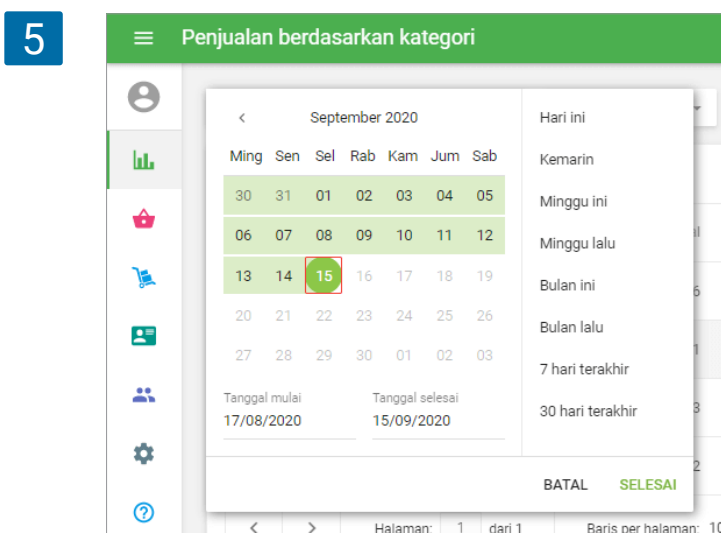 5
Penjualan berdasarkan kategori
September 2020
Ming Sen Sel Rab Kam Jum Sab
30 31 01 02 03 04 05
06 07 08 09 10 11 12
13 14 15 16 17 18 19
20 21 22 23 24 25 26
27 28 29 30 01 02 03
Tanggal mulai Tanggal selesai
17/08/2020 15/09/2020
Hari ini
Kemarin
Minggu ini
Minggu lalu
Bulan ini
Bulan lalu
7 hari terakhir
30 hari terakhir
BATAL SELESAI
Halaman: 1 dari 1 Baris per halaman: 10